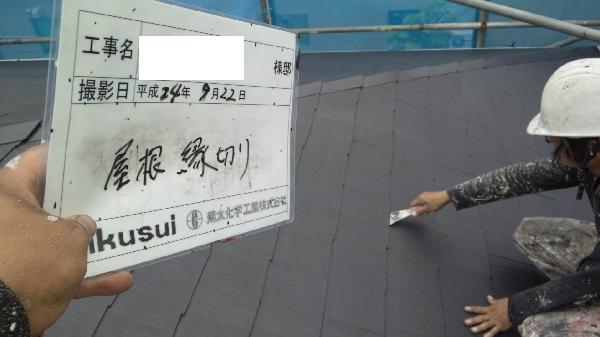 工事名
様邸
撮影日 平成24年9月22日
屋根 縁切り
ikusui 菊水化学工業株式会社